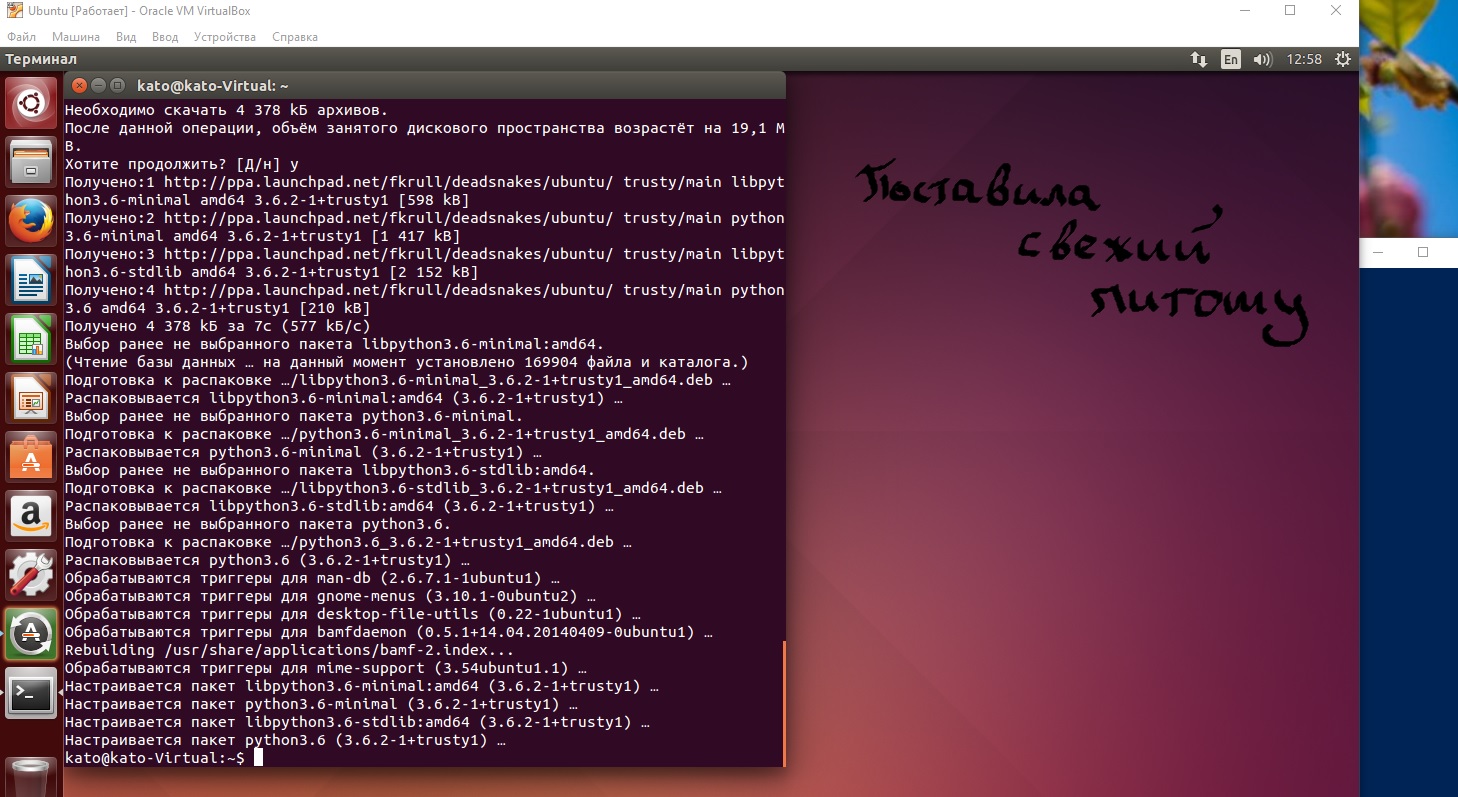 Ubuntu [Работает] - Oracle VM VirtualBox
Файл Машина Вид Ввод Устройства Справка
Терминал
En
12:58
kato@kato-Virtual: ~
Необходимо скачать 4 378 kБ архивов.
После данной операции, объём занятого дискового пространства возрастёт на 19,1 M
B.
Хотите продолжить? [Д/н] y
Получено:1 http://ppa.launchpad.net/fkrull/deadsnakes/ubuntu/ trusty/main libpyt
hon3.6-minimal amd64 3.6.2-1+trusty1 [598 kB]
Получено:2 http://ppa.launchpad.net/fkrull/deadsnakes/ubuntu/ trusty/main python
3.6-minimal amd64 3.6.2-1+trusty1 [1 417 kB]
Получено:3 http://ppa.launchpad.net/fkrull/deadsnakes/ubuntu/ trusty/main libpyt
hon3.6-stdlib amd64 3.6.2-1+trusty1 [2 152 kB]
Получено:4 http://ppa.launchpad.net/fkrull/deadsnakes/ubuntu/ trusty/main python
3.6 amd64 3.6.2-1+trusty1 [210 kB]
Получено 4 378 kБ за 7с (577 kБ/c)
Выбор ранее не выбранного пакета libpython3.6-minimal:amd64.
(Чтение базы данных … на данный момент установлено 169904 файла и каталога.)
Подготовка к распаковке …/libpython3.6-minimal_3.6.2-1+trusty1_amd64.deb …
Распаковывается libpython3.6-minimal:amd64 (3.6.2-1+trusty1) …
Выбор ранее не выбранного пакета python3.6-minimal.
Подготовка к распаковке …/python3.6-minimal_3.6.2-1+trusty1_amd64.deb …
Распаковывается python3.6-minimal (3.6.2-1+trusty1) …
Выбор ранее не выбранного пакета libpython3.6-stdlib:amd64.
Подготовка к распаковке …/libpython3.6-stdlib_3.6.2-1+trusty1_amd64.deb …
Распаковывается libpython3.6-stdlib:amd64 (3.6.2-1+trusty1) …
Выбор ранее не выбранного пакета python3.6.
Подготовка к распаковке …/python3.6_3.6.2-1+trusty1_amd64.deb …
Распаковывается python3.6 (3.6.2-1+trusty1) …
Обрабатываются триггеры для man-db (2.6.7.1-1ubuntu1) …
Обрабатываются триггеры для gnome-menus (3.10.1-0ubuntu2) …
Обрабатываются триггеры для desktop-file-utils (0.22-1ubuntu1) …
Обрабатываются триггеры для bamfdaemon (0.5.1+14.04.20140409-0ubuntu1) …
Rebuilding /usr/share/applications/bamf-2.index...
Обрабатываются триггеры для mime-support (3.54ubuntu1.1) …
Настраивается пакет libpython3.6-minimal:amd64 (3.6.2-1+trusty1) …
Настраивается пакет python3.6-minimal (3.6.2-1+trusty1) …
Настраивается пакет libpython3.6-stdlib:amd64 (3.6.2-1+trusty1) …
Настраивается пакет python3.6 (3.6.2-1+trusty1) …
kato@kato-Virtual:~$
Поставила
свежий
питошу